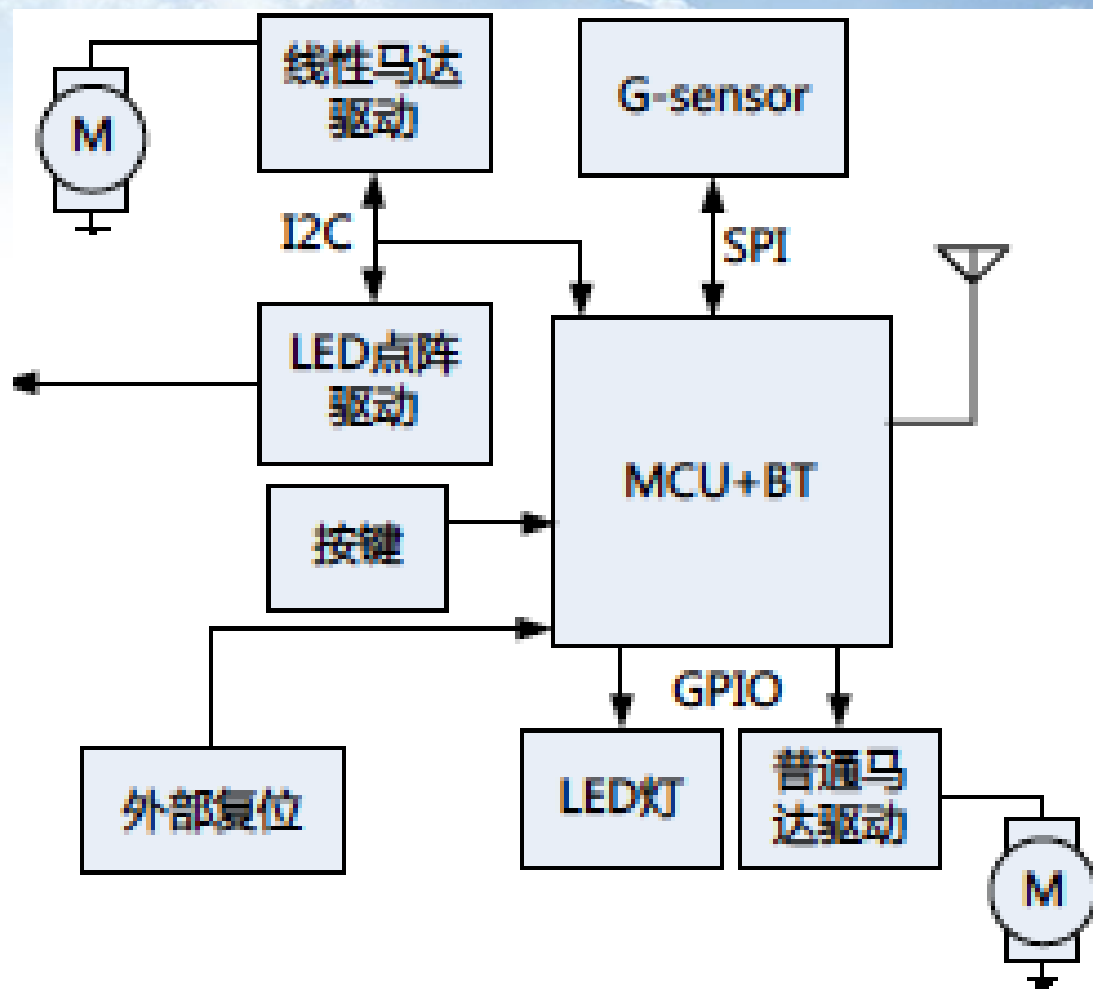 线性马达
驱动
G-sensor
M
I2C
SPI
LED点阵
驱动
MCU+BT
按键
GPIO
外部复位
LED灯
普通马
达驱动
M